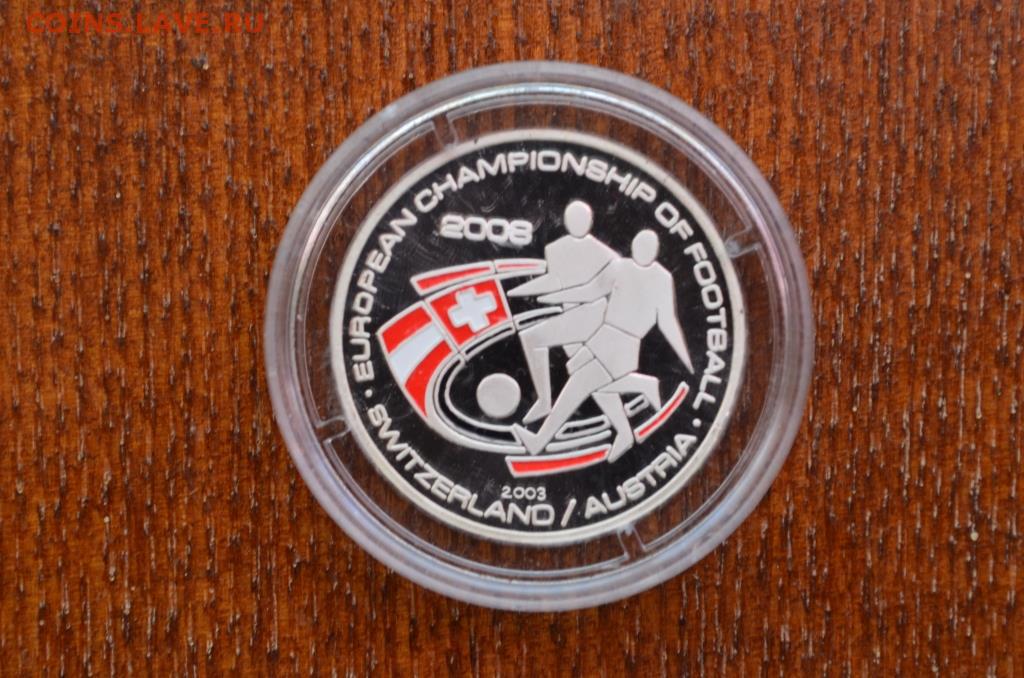 COINS.LAVE.RU
• EUROPEAN CHAMPIONSHIP OF FOOTBALL •
2008
2003
SWITZERLAND / AUSTRIA